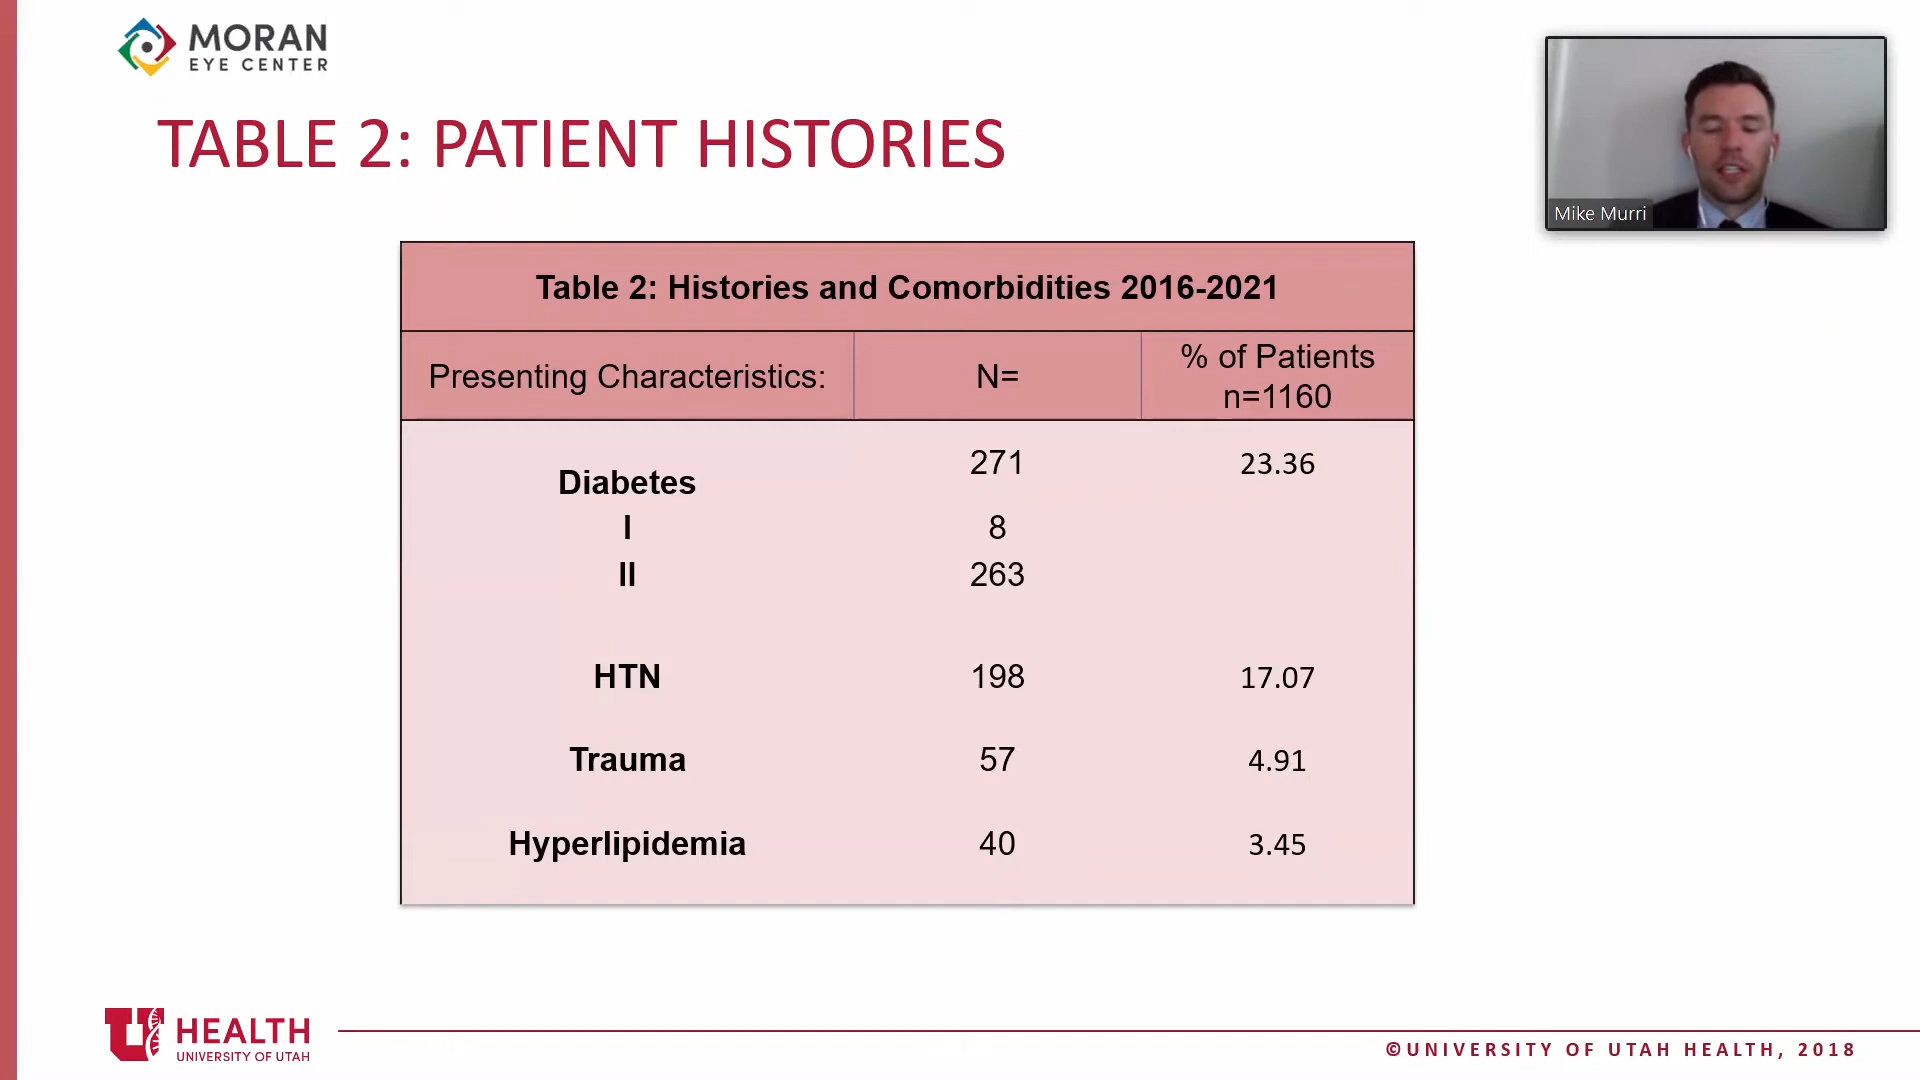 MORAN
EYE CENTER
TABLE 2: PATIENT HISTORIES
Mike Murri
Table 2: Histories and Comorbidities 2016-2021
Presenting Characteristics: N= % of Patients
n=1160
Diabetes 271 23.36
I 8
II 263
HTN 198 17.07
Trauma 57 4.91
Hyperlipidemia 40 3.45
U HEALTH
UNIVERSITY OF UTAH
©UNIVERSITY OF UTAH HEALTH, 2018